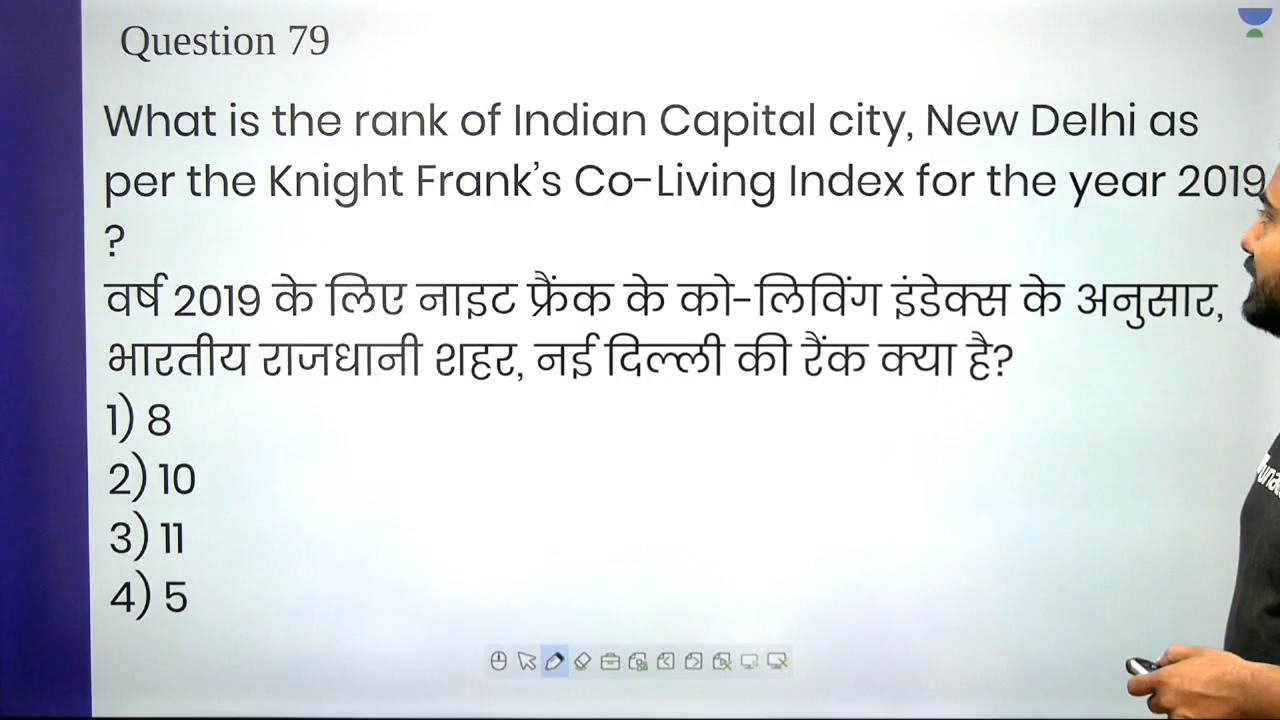 Question 79
What is the rank of Indian Capital city, New Delhi as
per the Knight Frank’s Co-Living Index for the year 2019
?
वर्ष 2019 के लिए नाइट फ्रैंक के को-लिविंग इंडेक्स के अनुसार,
भारतीय राजधानी शहर, नई दिल्ली की रैंक क्या है?
1) 8
2) 10
3) 11
4) 5